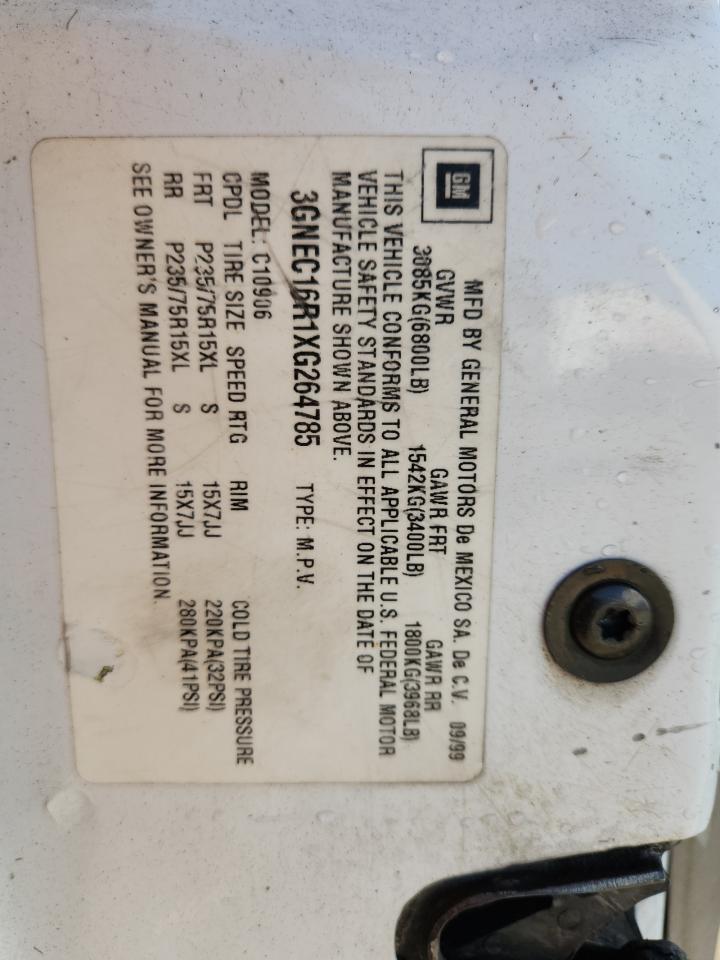 GM
MFD BY GENERAL MOTORS De MEXICO SA. De C.V. 09/99
GVWR GAWR FRT GAWR RR
3085KG(6800LB) 1542KG(3400LB) 1800KG(3968LB)
THIS VEHICLE CONFORMS TO ALL APPLICABLE U.S. FEDERAL MOTOR
VEHICLE SAFETY STANDARDS IN EFFECT ON THE DATE OF
MANUFACTURE SHOWN ABOVE.
3GNEC16R1XG264785 TYPE: M.P.V.
MODEL: C10906
CPDL TIRE SIZE SPEED RTG RIM COLD TIRE PRESSURE
FRT P235/75R15XL S 15X7JJ 220KPA(32PSI)
RR P235/75R15XL S 15X7JJ 280KPA(41PSI)
SEE OWNER'S MANUAL FOR MORE INFORMATION.